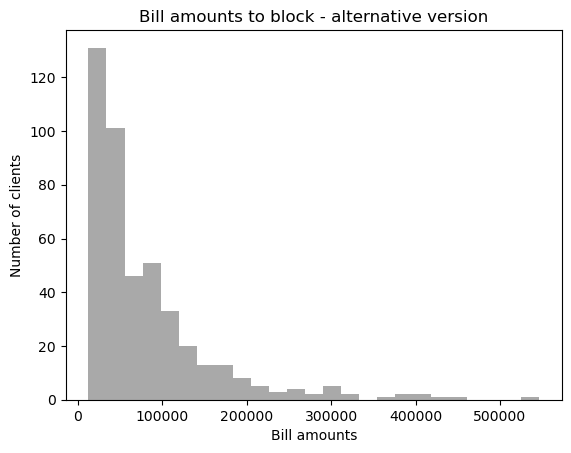 Bill amounts to block - alternative version
120
100
80
60
40
20
0
Number of clients
0 100000 200000 300000 400000 500000
Bill amounts